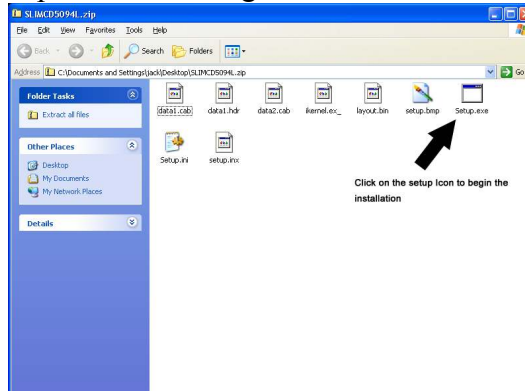 SLIMCD5094L.zip
File Edit View Favorites Tools Help
Back Search Folders
Address C:\Documents and Settings\jack\Desktop\SLIMCD5094L.zip Go
Folder Tasks
Extract all files
Other Places
Desktop
My Documents
My Network Places
Details
data1.cab data1.hdr data2.cab ikernel.ex_ layout.bin setup.bmp Setup.exe
Setup.ini setup.inx
Click on the setup Icon to begin the
installation